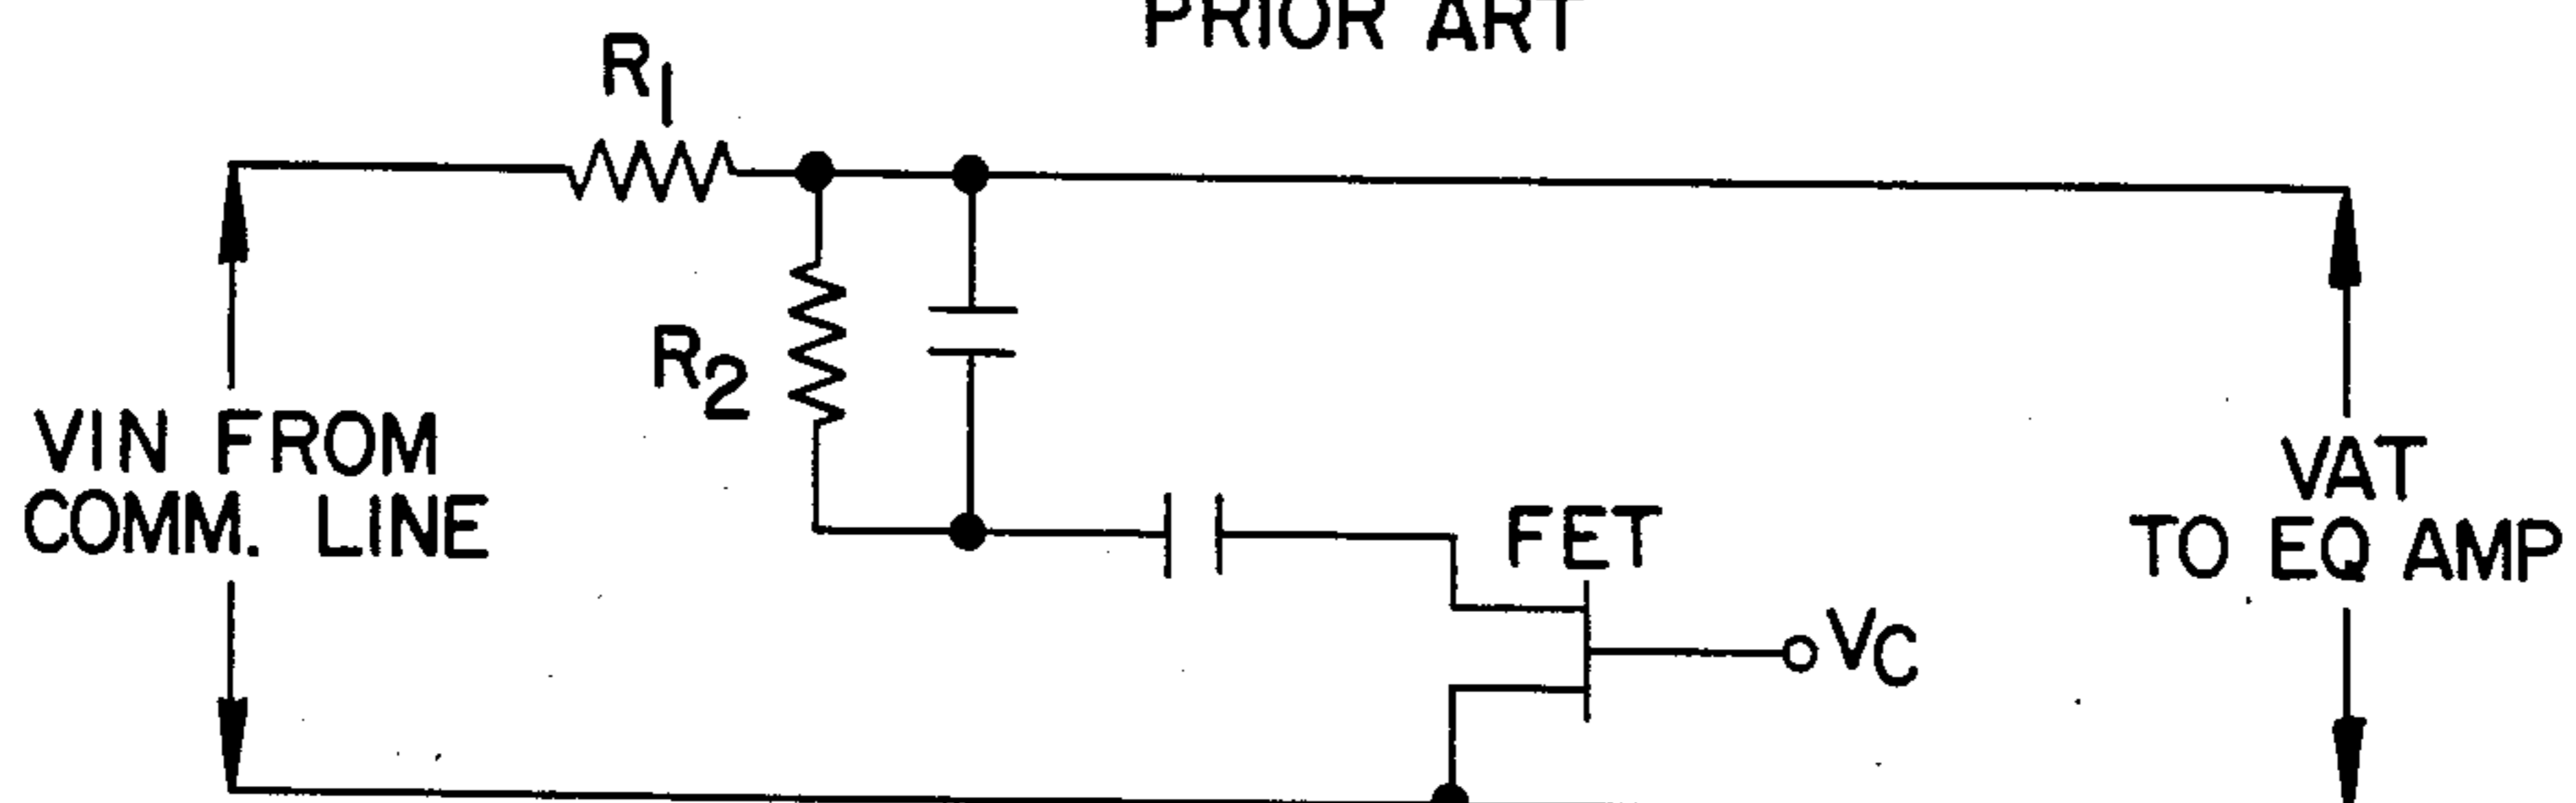 PRIOR ART
R1
R2
VIN FROM
COMM. LINE
FET
VC
VAT
TO EQ AMP